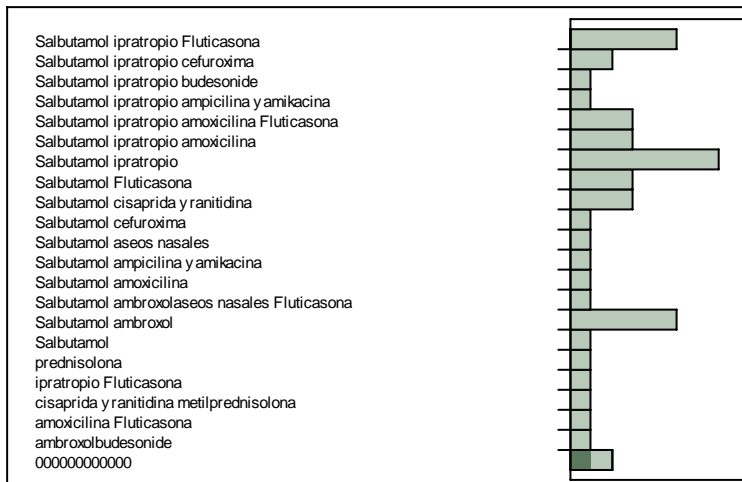 Salbutamol ipratropio Fluticasona
Salbutamol ipratropio cefuroxima
Salbutamol ipratropio budesonide
Salbutamol ipratropio ampicilina y amikacina
Salbutamol ipratropio amoxicilina Fluticasona
Salbutamol ipratropio amoxicilina
Salbutamol ipratropio
Salbutamol Fluticasona
Salbutamol cisaprida y ranitidina
Salbutamol cefuroxima
Salbutamol aseos nasales
Salbutamol ampicilina y amikacina
Salbutamol amoxicilina
Salbutamol ambroxolaseos nasales Fluticasona
Salbutamol ambroxol
Salbutamol
prednisolona
ipratropio Fluticasona
cisaprida y ranitidina metilprednisolona
amoxicilina Fluticasona
ambroxolbudesonide
000000000000